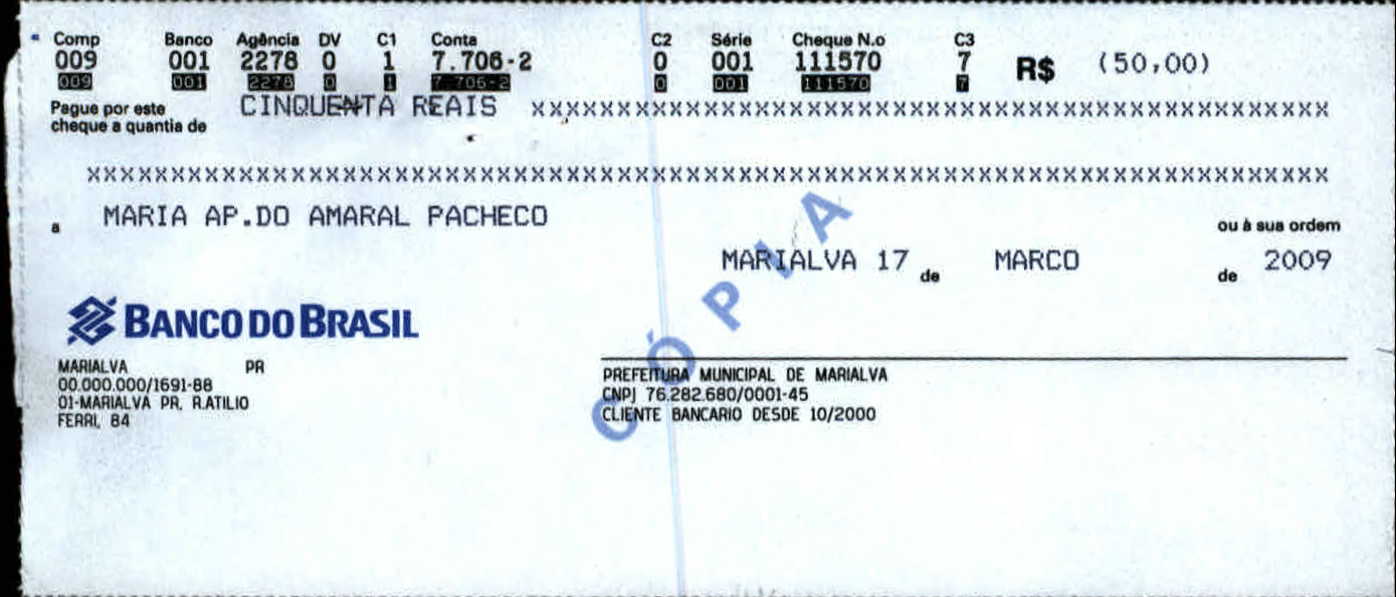 Comp Banco Agência DV C1 Conta C2 Série Cheque N.o C3
009 001 2278 0 1 7.706-2 0 001 111570 7 R$ (50,00)
009 001 2278 0 1 7 706-2 0 001 111570 7
Pague por este cheque a quantia de CINQUENTA REAIS xxxxxxxxxxxxxxxxxxxxxxxxxxxxxxxxxxxxxxxxxxxxxxx
xxxxxxxxxxxxxxxxxxxxxxxxxxxxxxxxxxxxxxxxxxxxxxxxxxxxxxxxxxxxxxxxxxxxxxxxx
a MARIA AP.DO AMARAL PACHECO ou à sua ordem
MARIALVA 17 de MARCO de 2009
CÓPIA
BANCO DO BRASIL
MARIALVA PR
00.000.000/1691-88
01-MARIALVA PR. R.ATILIO
FERRI, 84
PREFEITURA MUNICIPAL DE MARIALVA
CNPJ 76.282.680/0001-45
CLIENTE BANCARIO DESDE 10/2000